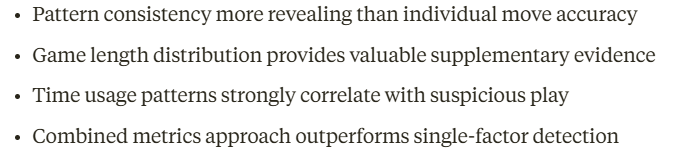 • Pattern consistency more revealing than individual move accuracy
• Game length distribution provides valuable supplementary evidence
• Time usage patterns strongly correlate with suspicious play
• Combined metrics approach outperforms single-factor detection